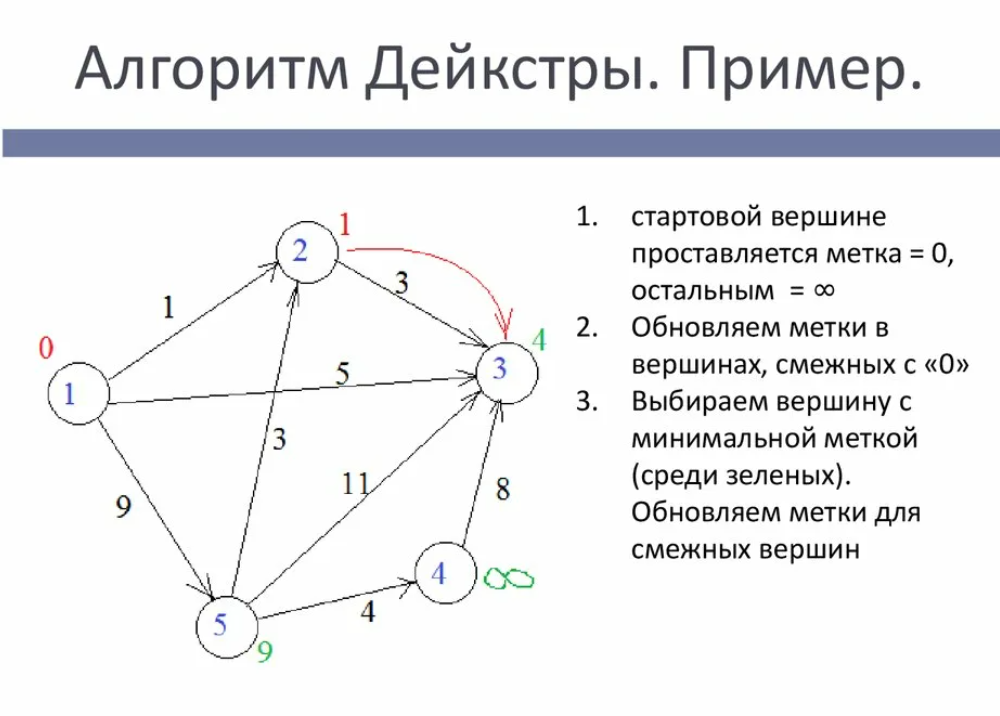 Алгоритм Дейкстры. Пример.
1. стартовой вершине
проставляется метка = 0,
остальным = ∞
2. Обновляем метки в
вершинах, смежных с «0»
3. Выбираем вершину с
минимальной меткой
(среди зеленых).
Обновляем метки для
смежных вершин
1
2
3
1
0
4
3
5
1
3
9
11
8
4
∞
4
5
9